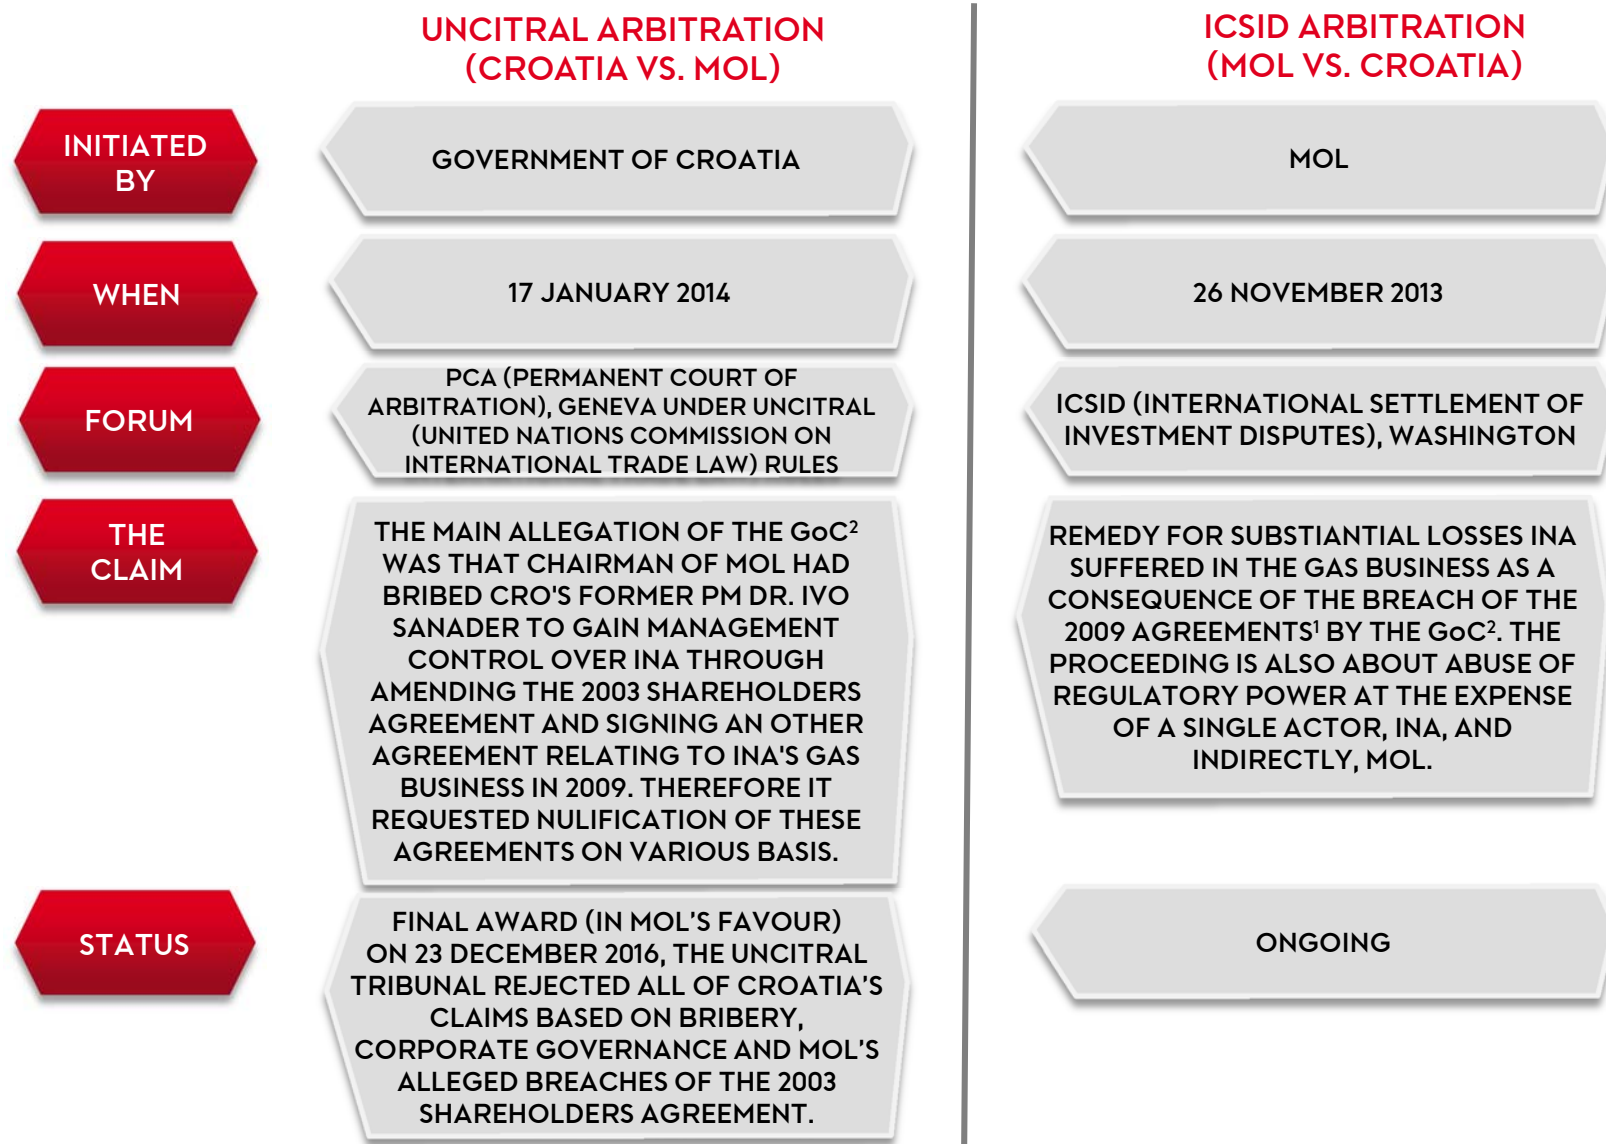 UNCITRAL ARBITRATION
(CROATIA VS. MOL)
ICSID ARBITRATION
(MOL VS. CROATIA)
INITIATED
BY
GOVERNMENT OF CROATIA
MOL
WHEN
17 JANUARY 2014
26 NOVEMBER 2013
FORUM
PCA (PERMANENT COURT OF
ARBITRATION), GENEVA UNDER UNCITRAL
(UNITED NATIONS COMMISSION ON
INTERNATIONAL TRADE LAW) RULES
ICSID (INTERNATIONAL SETTLEMENT OF
INVESTMENT DISPUTES), WASHINGTON
THE
CLAIM
THE MAIN ALLEGATION OF THE GoC²
WAS THAT CHAIRMAN OF MOL HAD
BRIBED CRO'S FORMER PM DR. IVO
SANADER TO GAIN MANAGEMENT
CONTROL OVER INA THROUGH
AMENDING THE 2003 SHAREHOLDERS
AGREEMENT AND SIGNING AN OTHER
AGREEMENT RELATING TO INA'S GAS
BUSINESS IN 2009. THEREFORE IT
REQUESTED NULIFICATION OF THESE
AGREEMENTS ON VARIOUS BASIS.
REMEDY FOR SUBSTANTIAL LOSSES INA
SUFFERED IN THE GAS BUSINESS AS A
CONSEQUENCE OF THE BREACH OF THE
2009 AGREEMENTS¹ BY THE GoC². THE
PROCEEDING IS ALSO ABOUT ABUSE OF
REGULATORY POWER AT THE EXPENSE
OF A SINGLE ACTOR, INA, AND
INDIRECTLY, MOL.
STATUS
FINAL AWARD (IN MOL'S FAVOUR)
ON 23 DECEMBER 2016, THE UNCITRAL
TRIBUNAL REJECTED ALL OF CROATIA'S
CLAIMS BASED ON BRIBERY,
CORPORATE GOVERNANCE AND MOL'S
ALLEGED BREACHES OF THE 2003
SHAREHOLDERS AGREEMENT.
ONGOING